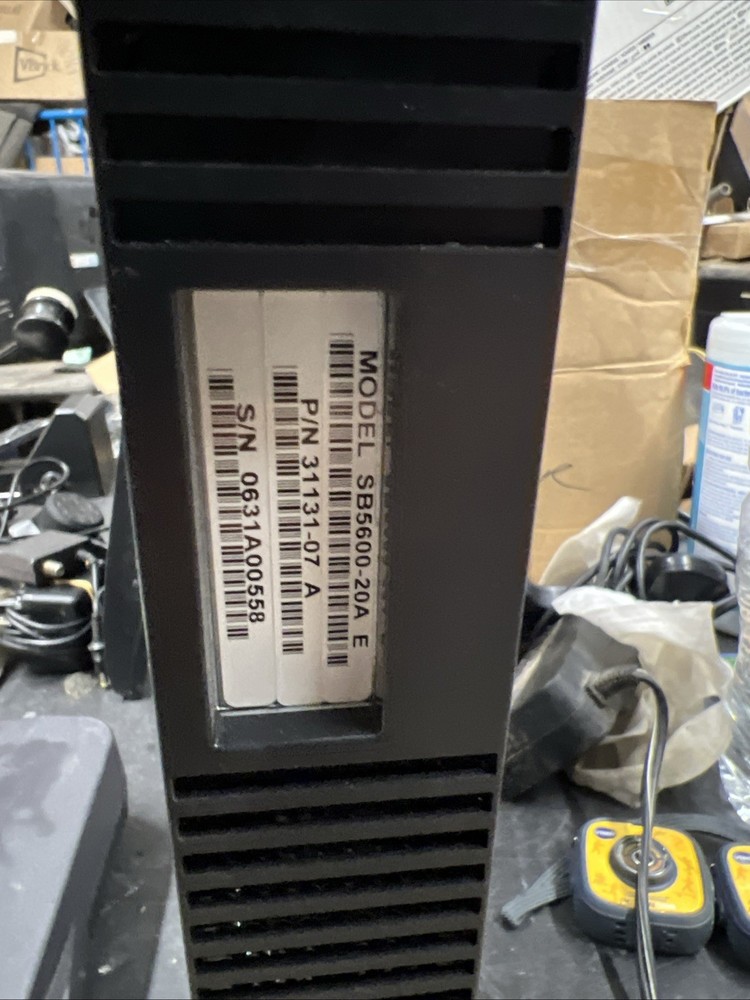 MODEL SB5600-20A E
P/N 31131-07 A
S/N 0631A00558